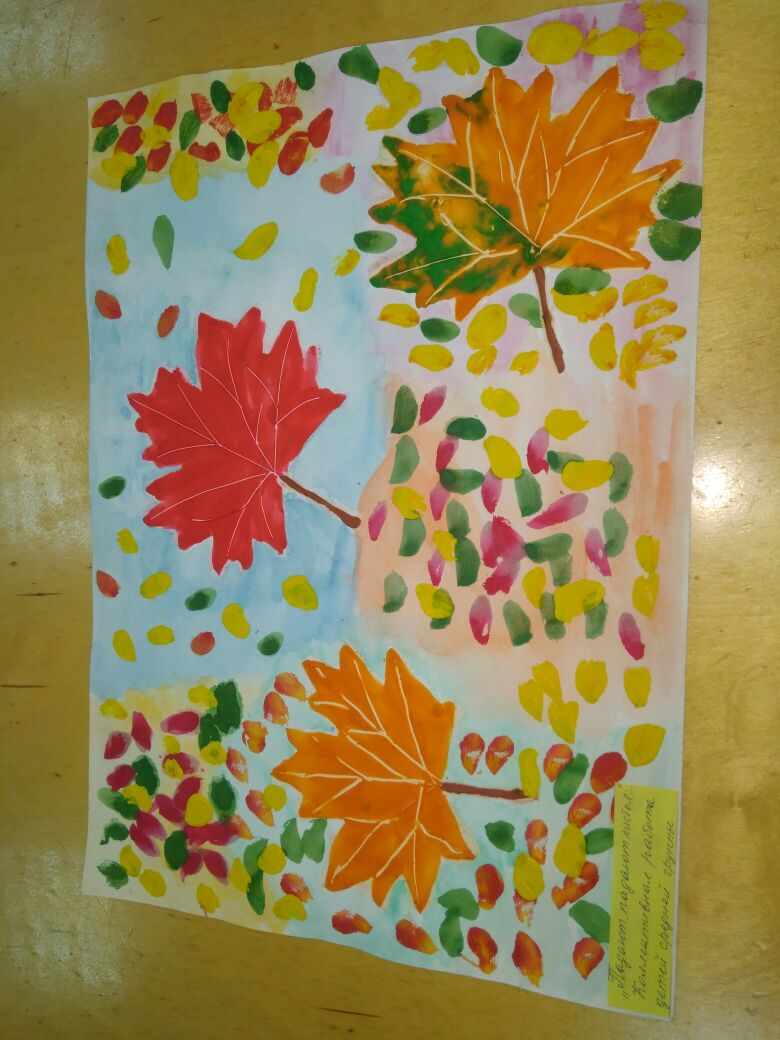 "Падают, падают листья..."
Коллективная работа
детей средней группы